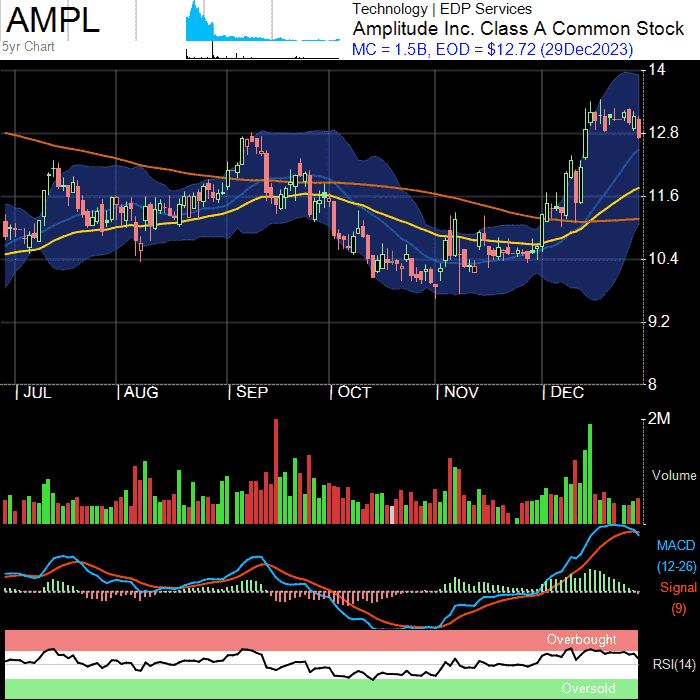 AMPL
5yr Chart
Technology | EDP Services
Amplitude Inc. Class A Common Stock
MC = 1.5B, EOD = $12.72 (29Dec2023)
14
12.8
11.6
10.4
9.2
8
| JUL | AUG | SEP | OCT | NOV | DEC
2M
Volume
MACD
(12-26)
Signal
(9)
Overbought
RSI(14)
Oversold